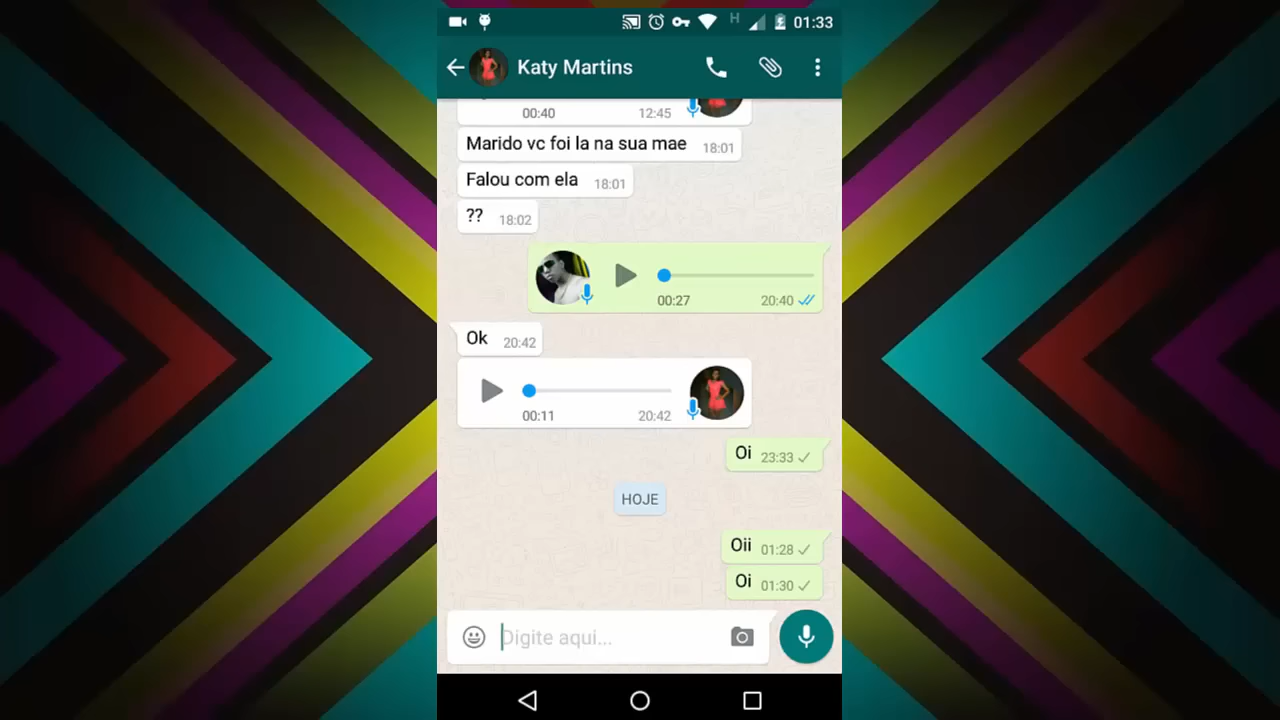 H 01:33
Katy Martins
00:40 12:45
Marido vc foi la na sua mae 18:01
Falou com ela 18:01
?? 18:02
00:27 20:40
Ok 20:42
00:11 20:42
Oi 23:33
HOJE
Oii 01:28
Oi 01:30
Digite aqui...